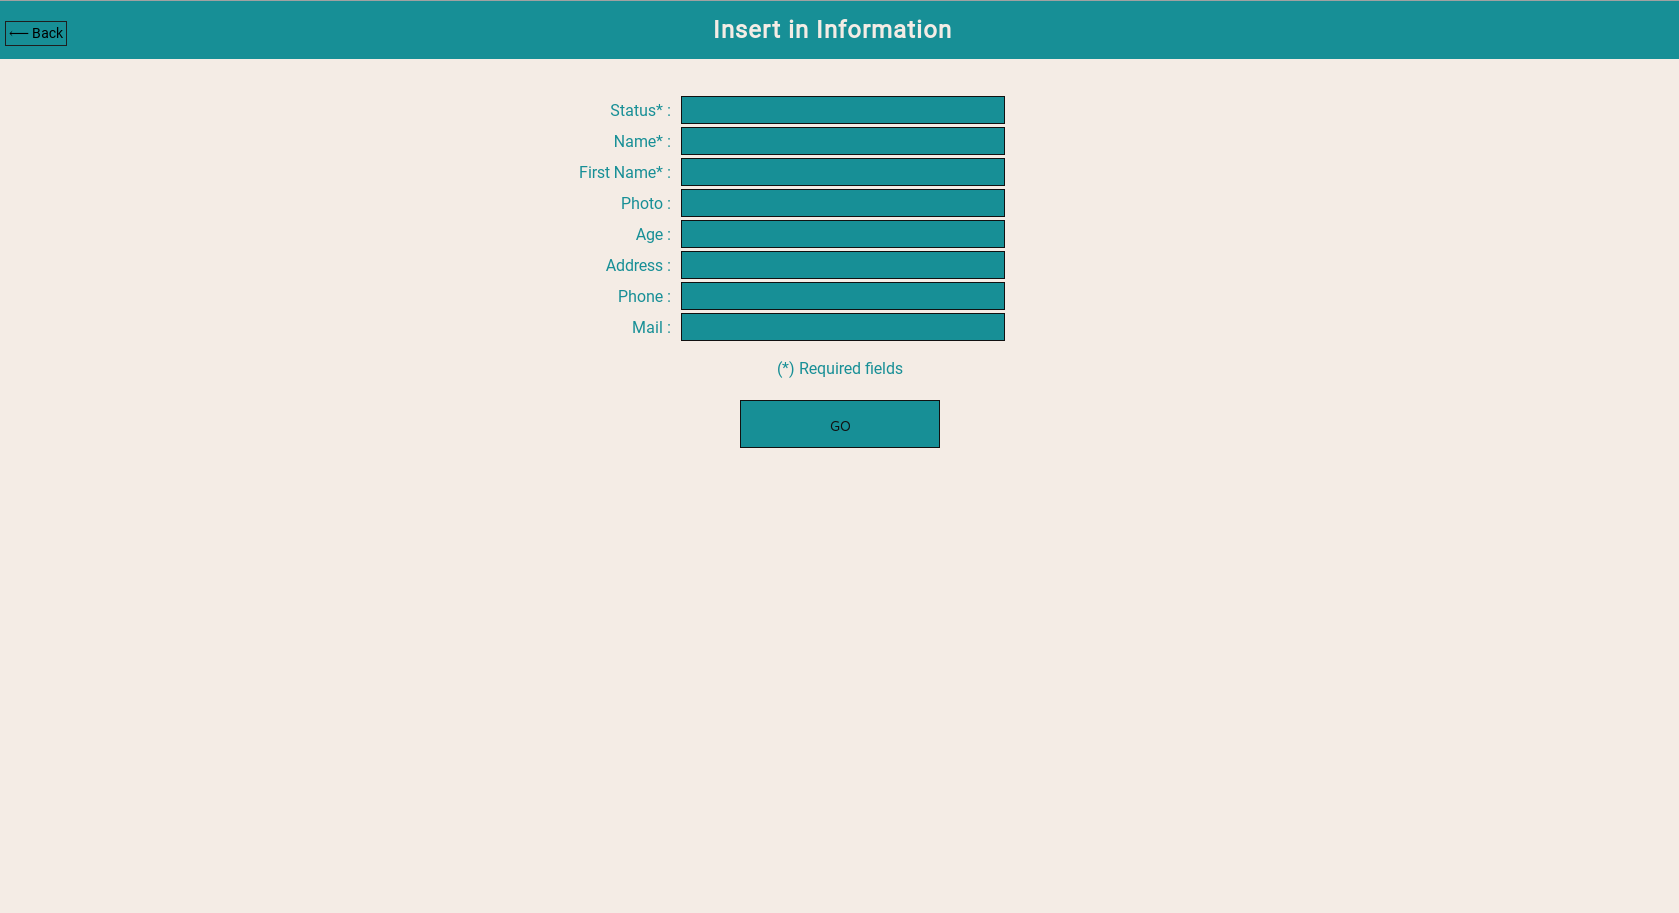 ⟵ Back
Insert in Information
Status* :
Name* :
First Name* :
Photo :
Age :
Address :
Phone :
Mail :
(*) Required fields
GO